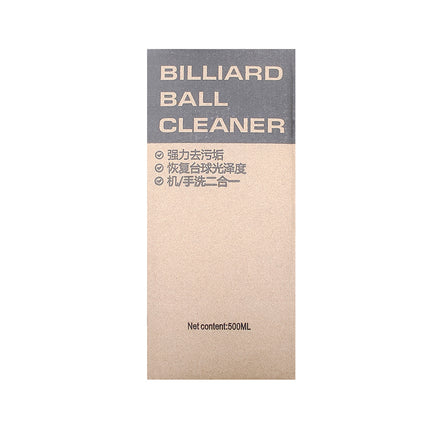 BILLIARD
BALL
CLEANER
强力去污垢
恢复台球光泽度
机/手洗二合一
Net content:500ML